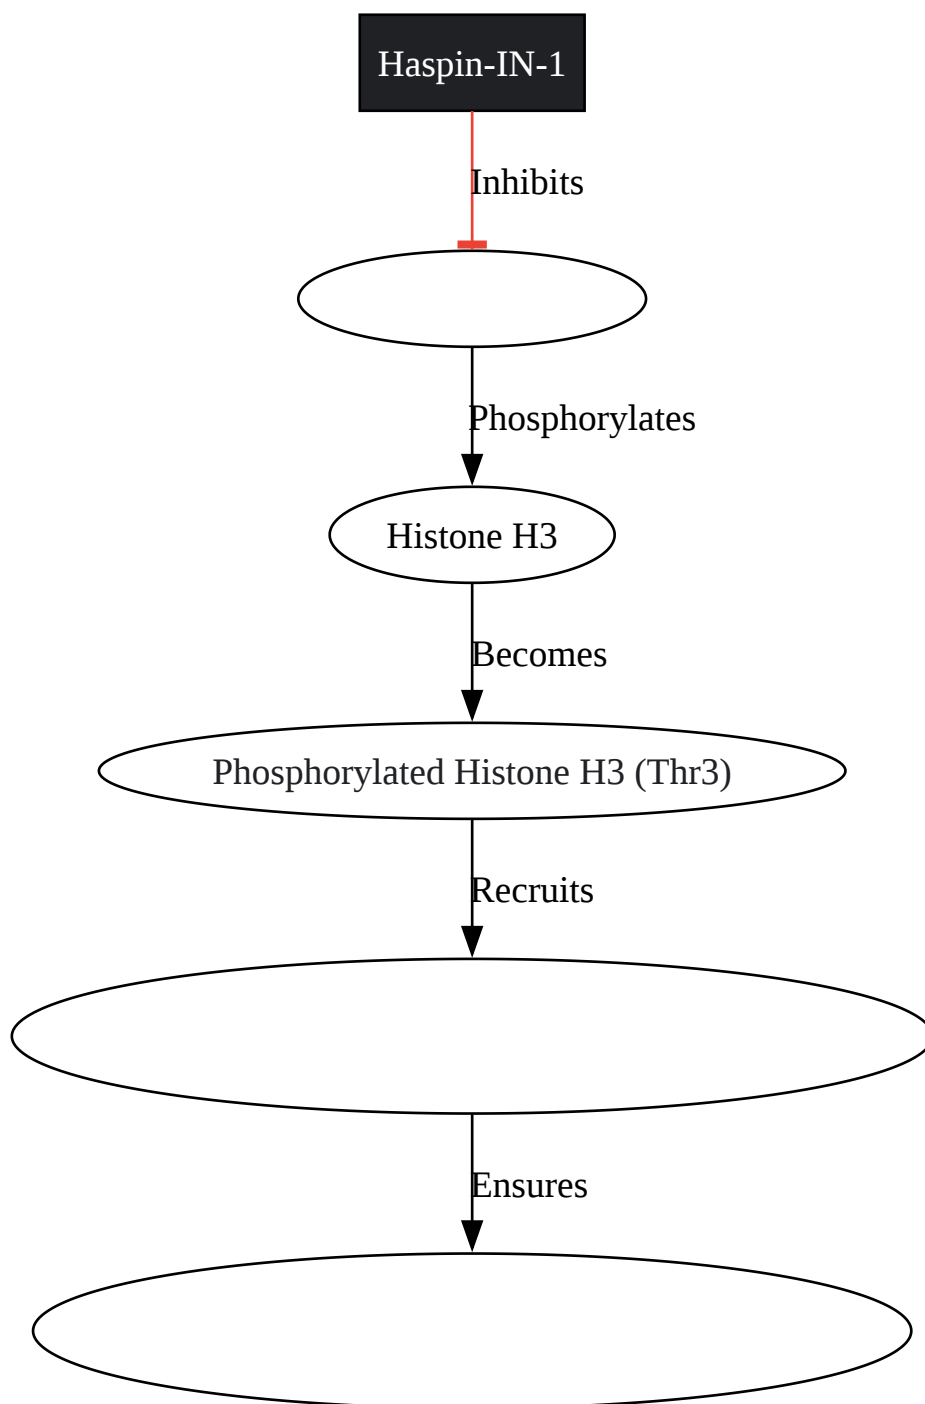 Haspin-IN-1
Inhibits
Phosphorylates
Histone H3
Becomes
Phosphorylated Histone H3 (Thr3)
Recruits
Ensures